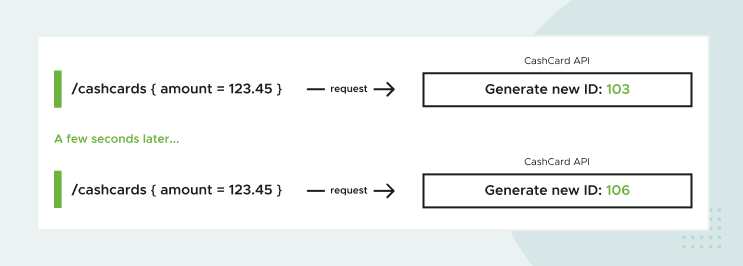 CashCard API
/cashcards { amount = 123.45 }
request
Generate new ID: 103
A few seconds later...
CashCard API
/cashcards { amount = 123.45 }
request
Generate new ID: 106